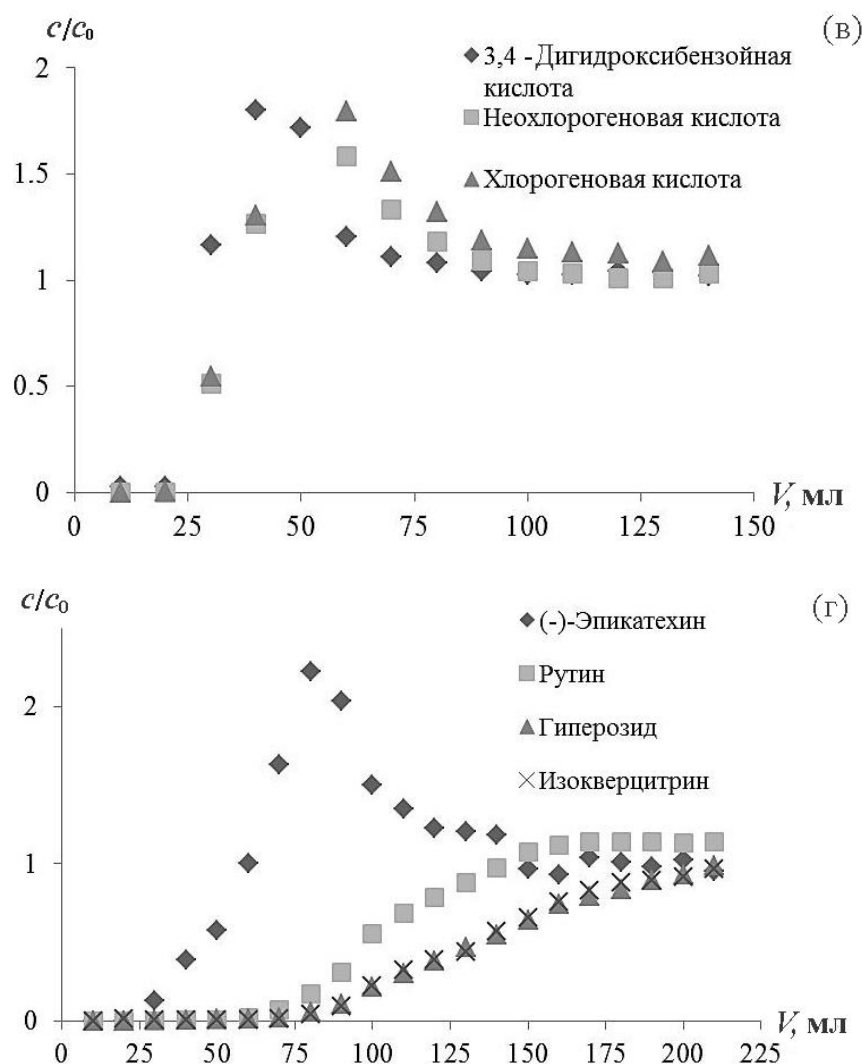 c/c₀
(в)
2
1.5
1
0.5
0
3,4 - Дигидроксибензойная
кислота
Неохлорогеновая кислота
Хлорогеновая кислота
V, мл
0 25 50 75 100 125 150
c/c₀
(г)
2
1
0
(-)-Эпикатехин
Рутин
Гиперозид
Изокверцитрин
V, мл
0 25 50 75 100 125 150 175 200 225